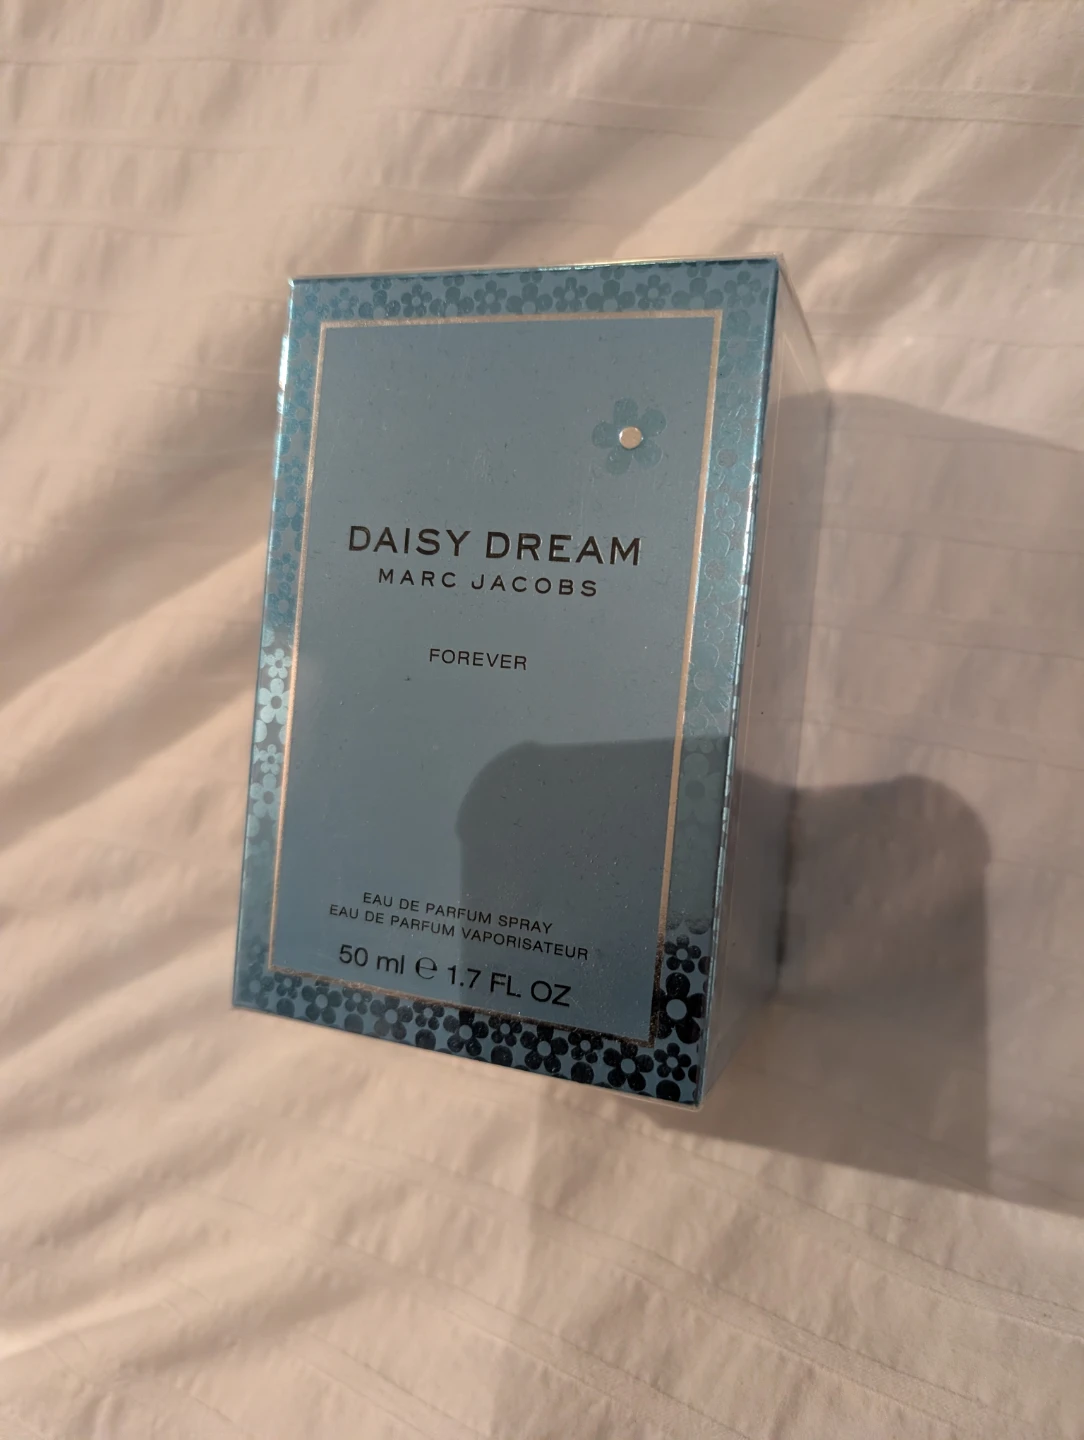 DAISY DREAM
MARC JACOBS
FOREVER
EAU DE PARFUM SPRAY
EAU DE PARFUM VAPORISATEUR
50 ml ℮ 1.7 FL. OZ